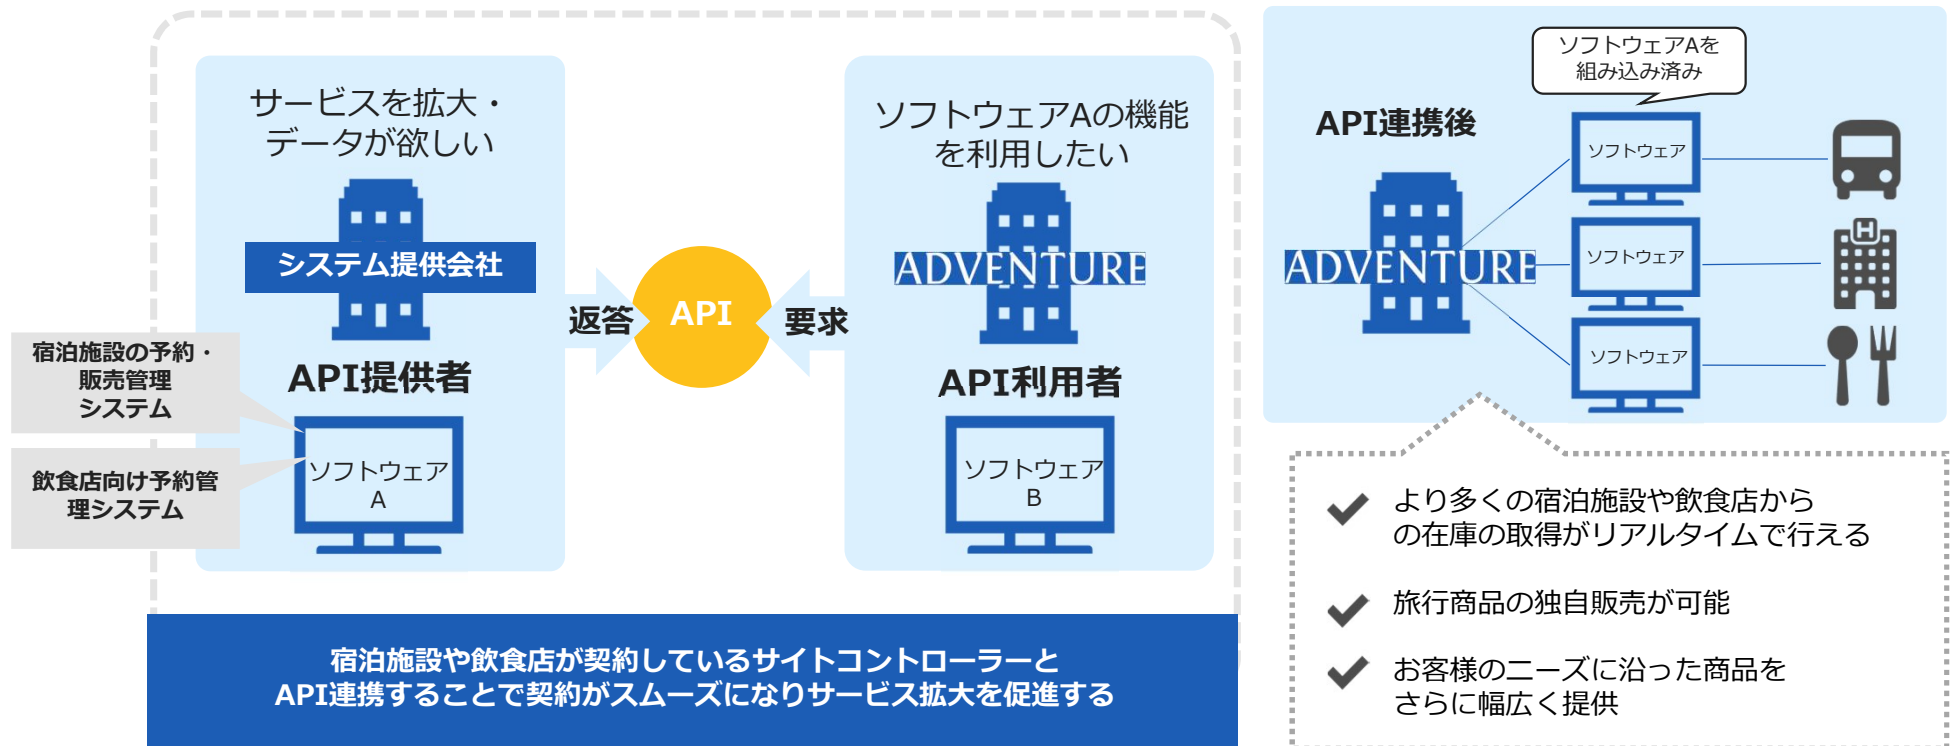 サービスを拡大・
データが欲しい
システム提供会社
API提供者
ソフトウェア
A
宿泊施設の予約・
販売管理
システム
飲食店向け予約管
理システム
返答
API
要求
ソフトウェアAの機能
を利用したい
ADVENTURE
API利用者
ソフトウェア
B
宿泊施設や飲食店が契約しているサイトコントローラーと
API連携することで契約がスムーズになりサービス拡大を促進する
API連携後
ソフトウェアAを
組み込み済み
ADVENTURE
ソフトウェア
ソフトウェア
ソフトウェア
H
より多くの宿泊施設や飲食店から
の在庫の取得がリアルタイムで行える
旅行商品の独自販売が可能
お客様のニーズに沿った商品を
さらに幅広く提供